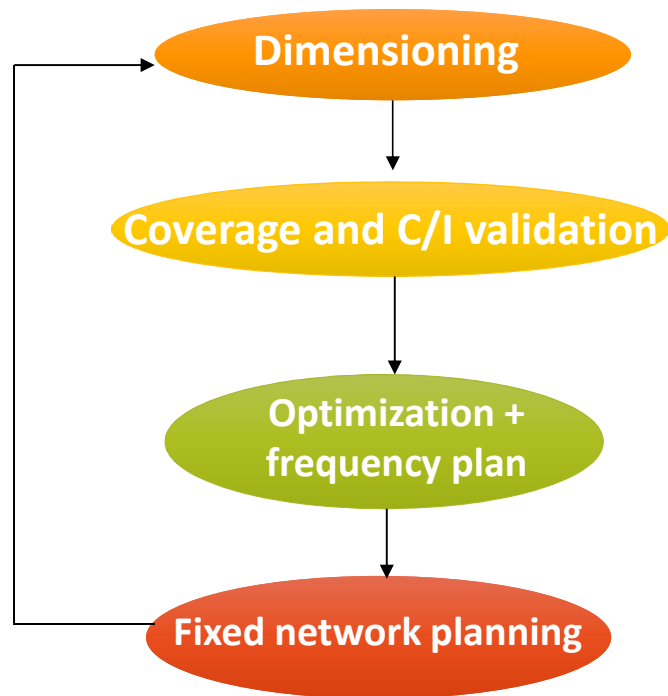 Dimensioning
Coverage and C/I validation
Optimization +
frequency plan
Fixed network planning